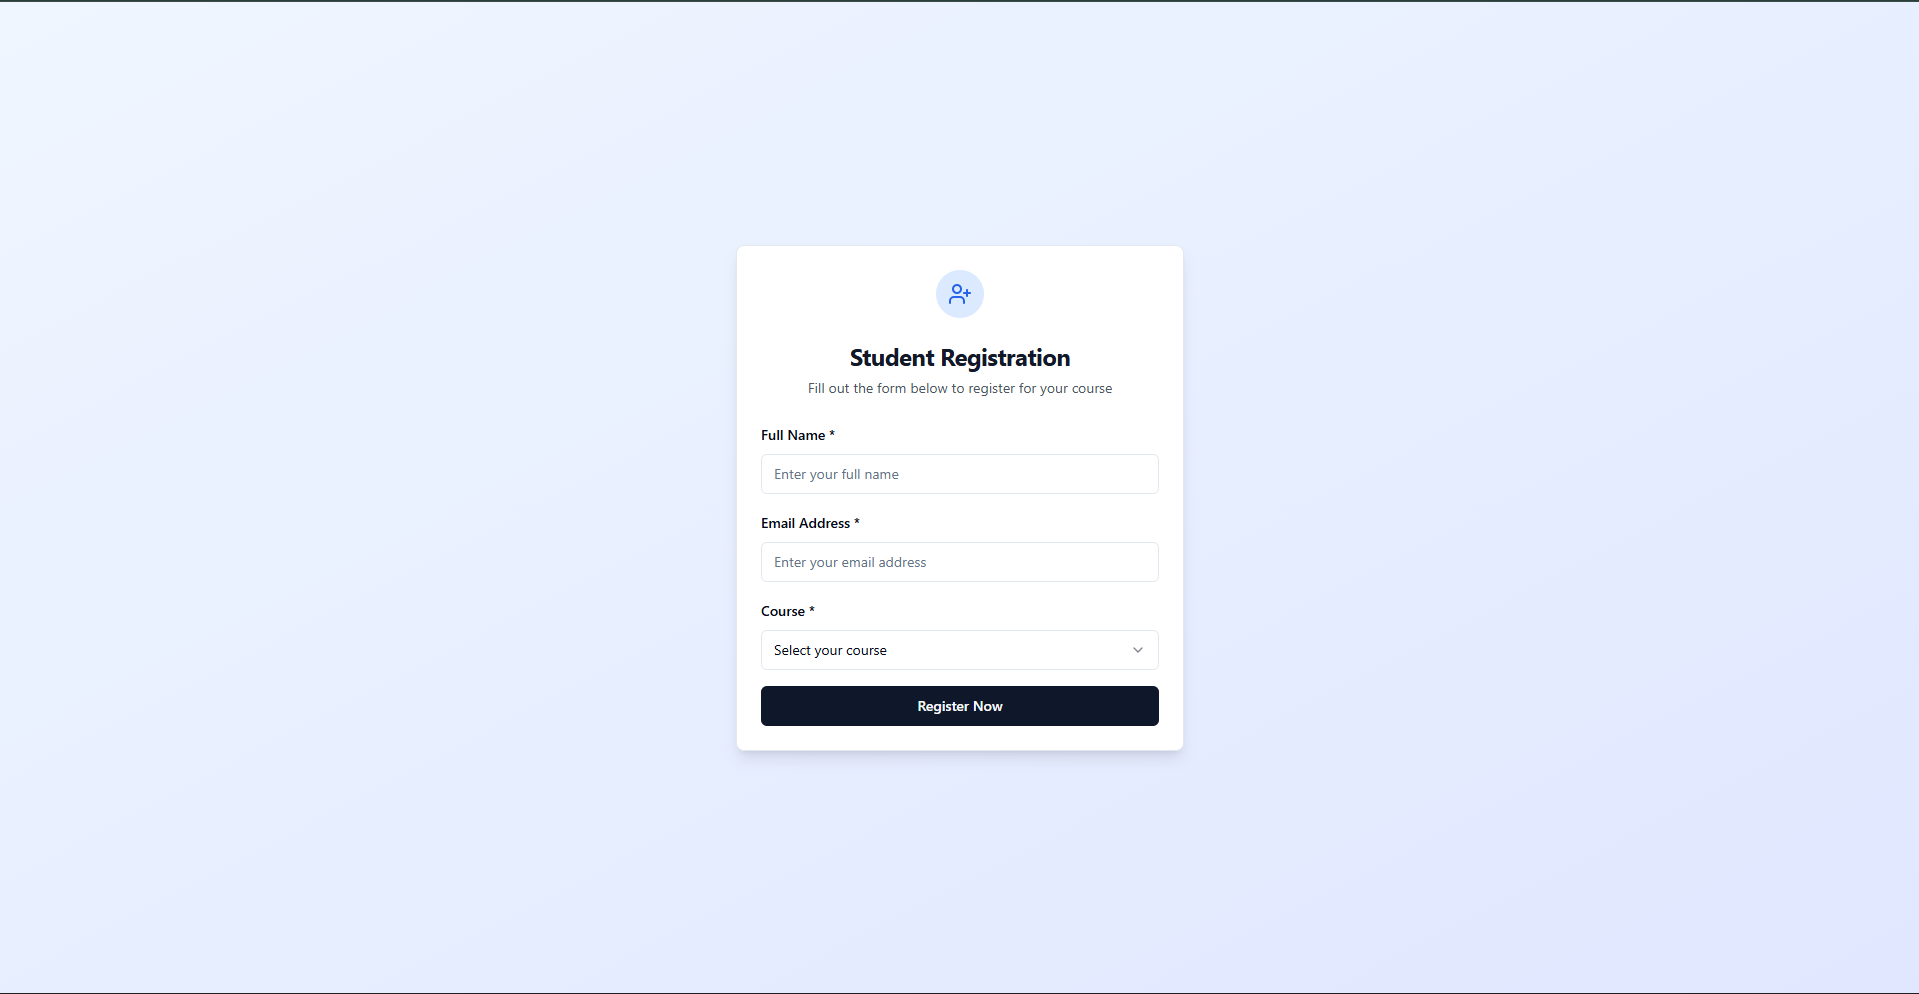 Student Registration
Fill out the form below to register for your course
Full Name *
Enter your full name
Email Address *
Enter your email address
Course *
Select your course
Register Now